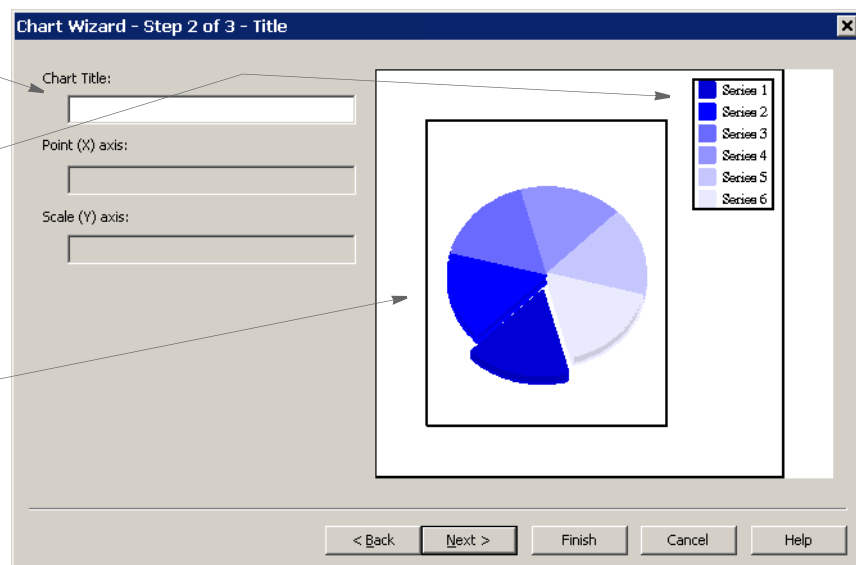 Chart Wizard - Step 2 of 3 - Title
Chart Title:
Point (X) axis:
Scale (Y) axis:
Series 1
Series 2
Series 3
Series 4
Series 5
Series 6
< Back
Next >
Finish
Cancel
Help